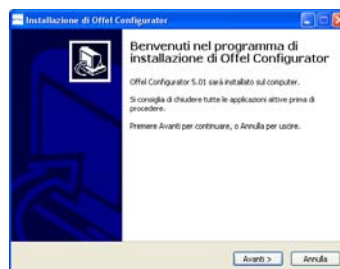 Installazione di Offel Configurator
Benvenuti nel programma di
installazione di Offel Configurator
Offel Configurator 5.01 sarà installato sul computer.
Si consiglia di chiudere tutte le applicazioni attive prima di
procedere.
Premere Avanti per continuare, o Annulla per uscire.
Avanti >
Annulla